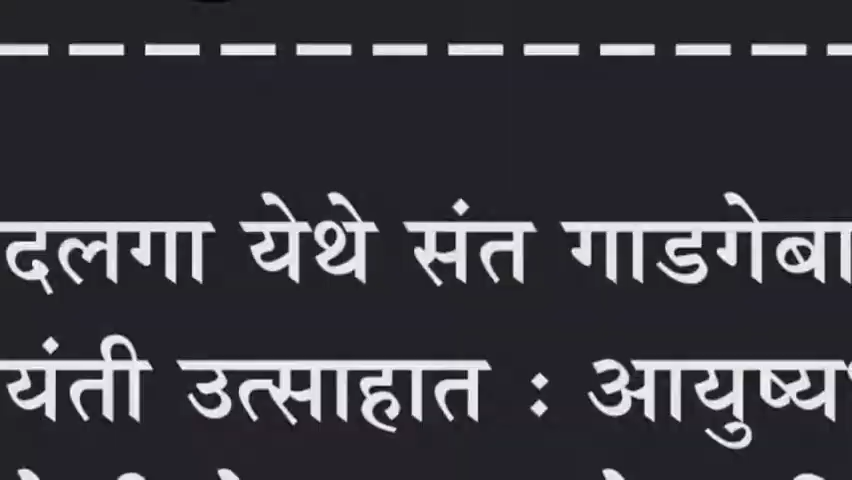 दलगा येथे संत गाडगेबा
यंती उत्साहात : आयुष्य